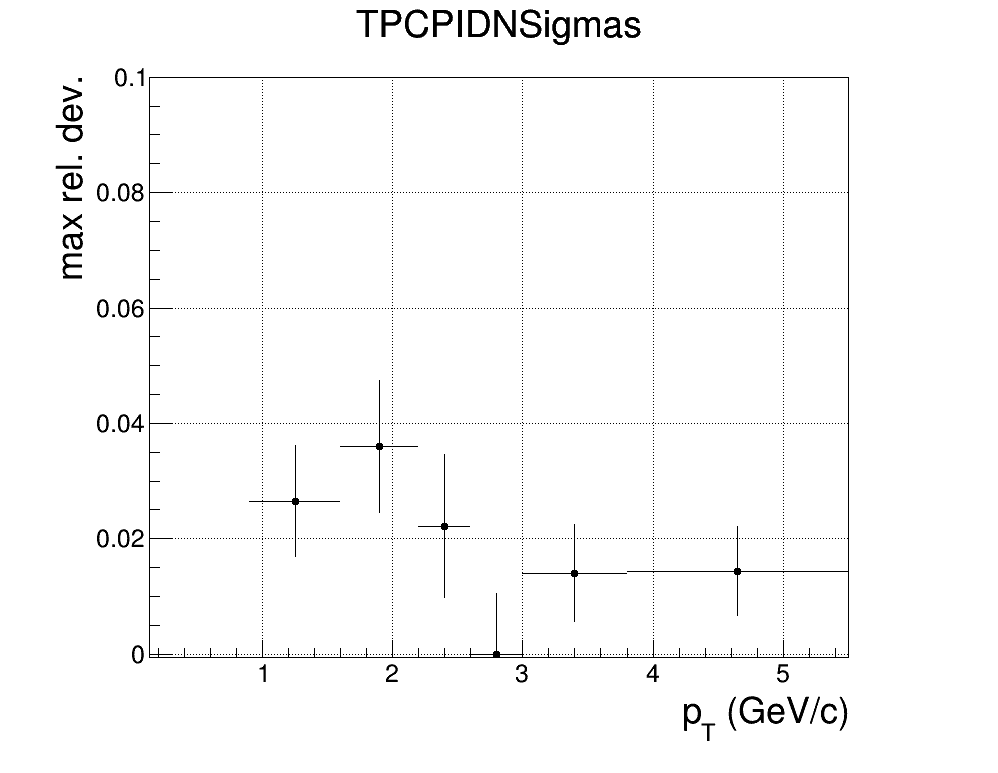 TPCPIDNSigmas
max rel. dev.
0.1
0.08
0.06
0.04
0.02
0
1 2 3 4 5
p_T (GeV/c)